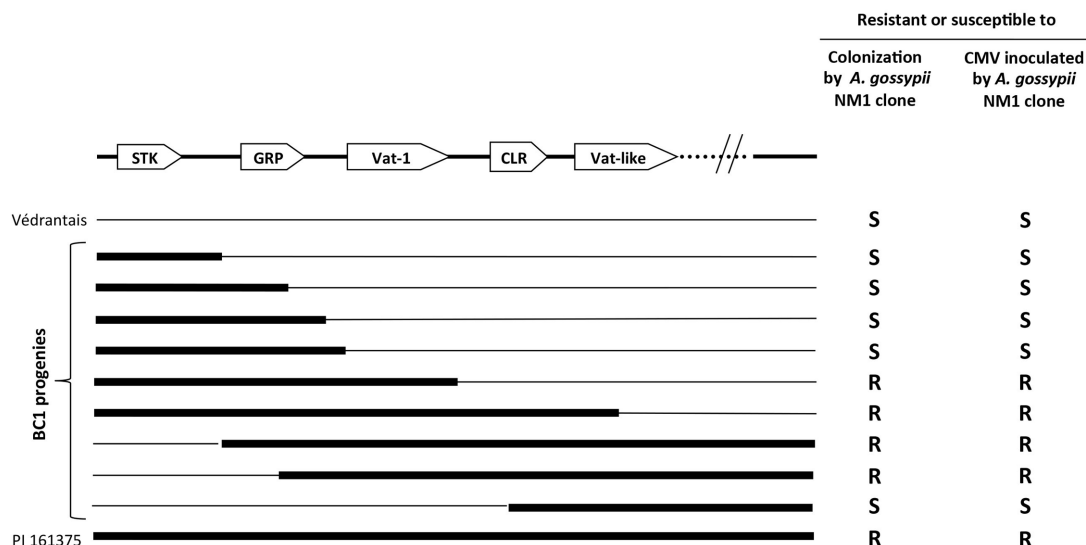 Resistant or susceptible to
Colonization by A. gossypii NM1 clone
CMV inoculated by A. gossypii NM1 clone
STK GRP Vat-1 CLR Vat-like
Védrantais S S
BC1 progenies
S S
S S
S S
S S
R R
R R
R R
R R
S S
PI 161375 R R